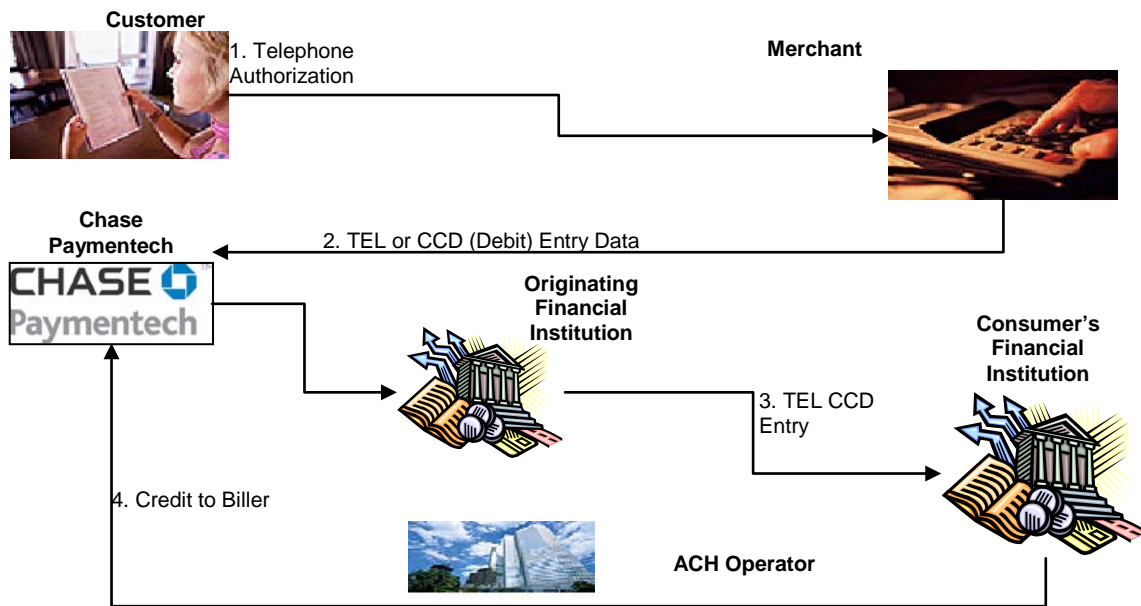 Customer
1. Telephone
Authorization
Merchant
Chase
Paymentech
2. TEL or CCD (Debit) Entry Data
CHASE TM
Paymentech
Originating
Financial
Institution
Consumer's
Financial
Institution
3. TEL CCD
Entry
4. Credit to Biller
ACH Operator